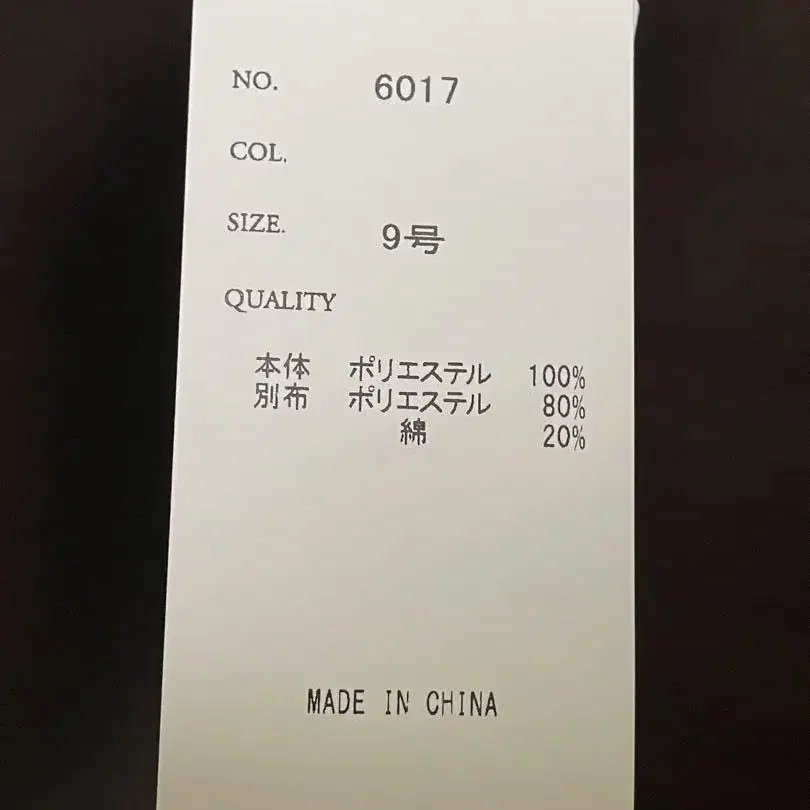 NO. 6017
COL.
SIZE. 9号
QUALITY
本体 ポリエステル 100%
別布 ポリエステル 80%
綿 20%
MADE IN CHINA